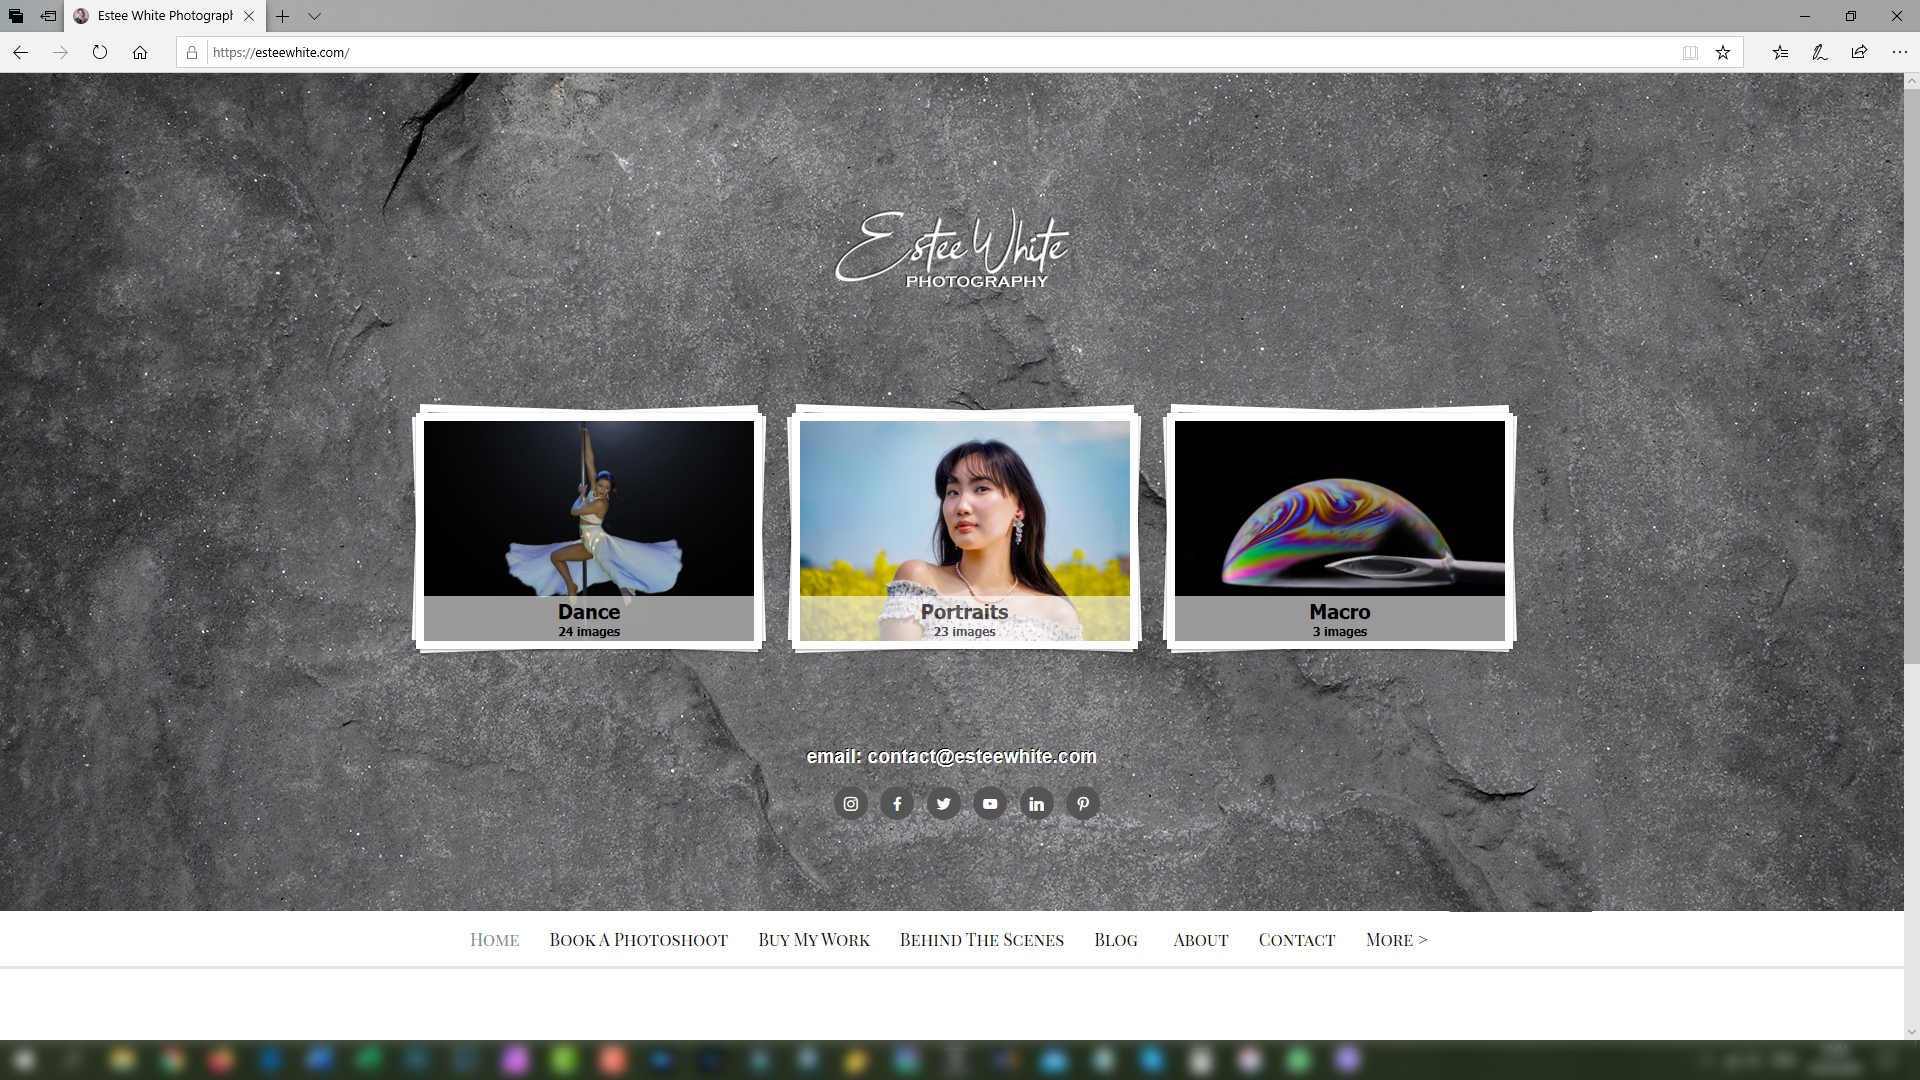 Estee White Photograph
https://esteewhite.com/
Estee White
PHOTOGRAPHY
Dance
24 images
Portraits
23 images
Macro
3 images
email: contact@esteewhite.com
Home Book A Photoshoot Buy My Work Behind The Scenes Blog About Contact More >